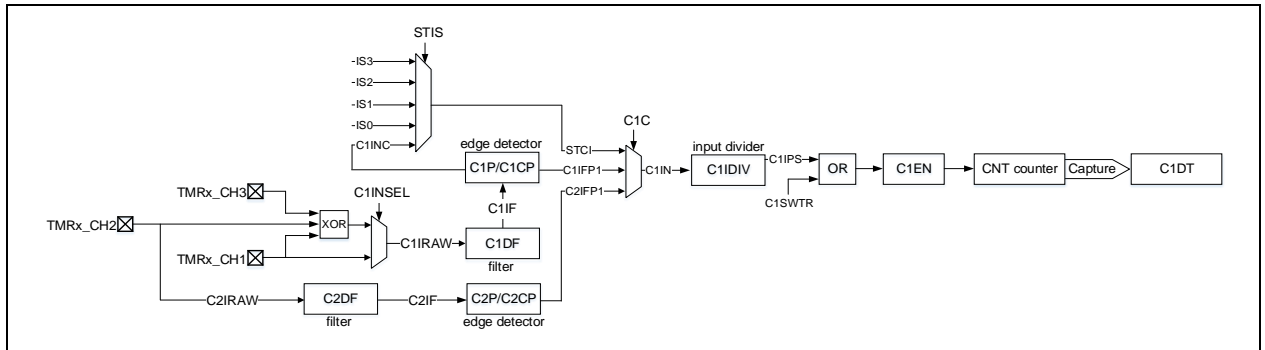 STIS
-IS3
-IS2
-IS1
-IS0
C1INC
edge detector
C1P/C1CP
STCI
C1IFP1
C2IFP1
C1C
C1IN
input divider
C1IDIV
C1IPS
C1SWTR
OR
C1EN
CNT counter
Capture
C1DT
TMRx_CH3
TMRx_CH2
TMRx_CH1
XOR
C1INSEL
C1IRAW
C1IF
C1DF
filter
C2IRAW
C2DF
filter
C2IF
C2P/C2CP
edge detector